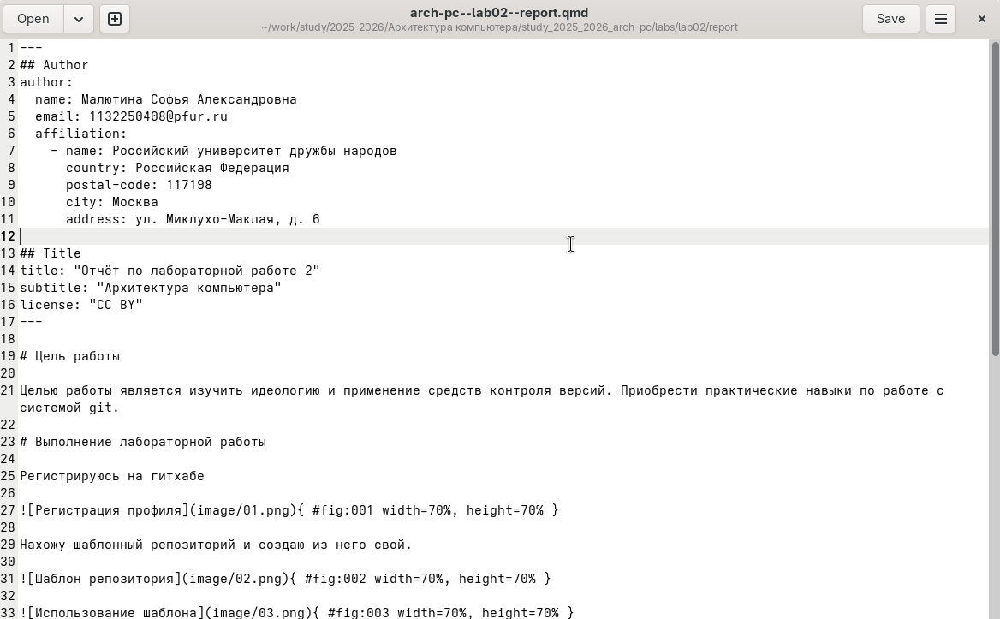 Open
arch-pc--lab02--report.qmd
~/work/study/2025-2026/Архитектура компьютера/study_2025_2026_arch-pc/labs/lab02/report
Save
1 ---
2 ## Author
3 author:
4   name: Малютина Софья Александровна
5   email: 1132250408@pfur.ru
6   affiliation:
7     - name: Российский университет дружбы народов
8       country: Российская Федерация
9       postal-code: 117198
10       city: Москва
11       address: ул. Миклухо-Маклая, д. 6
12
13 ## Title
14 title: "Отчёт по лабораторной работе 2"
15 subtitle: "Архитектура компьютера"
16 license: "CC BY"
17 ---
18
19 # Цель работы
20
21 Целью работы является изучить идеологию и применение средств контроля версий. Приобрести практические навыки по работе с
системой git.
22
23 # Выполнение лабораторной работы
24
25 Регистрируюсь на гитхабе
26
27 ![Регистрация профиля](image/01.png){ #fig:001 width=70%, height=70% }
28
29 Нахожу шаблонный репозиторий и создаю из него свой.
30
31 ![Шаблон репозитория](image/02.png){ #fig:002 width=70%, height=70% }
32
33 ![Использование шаблона](image/03.png){ #fig:003 width=70%, height=70% }